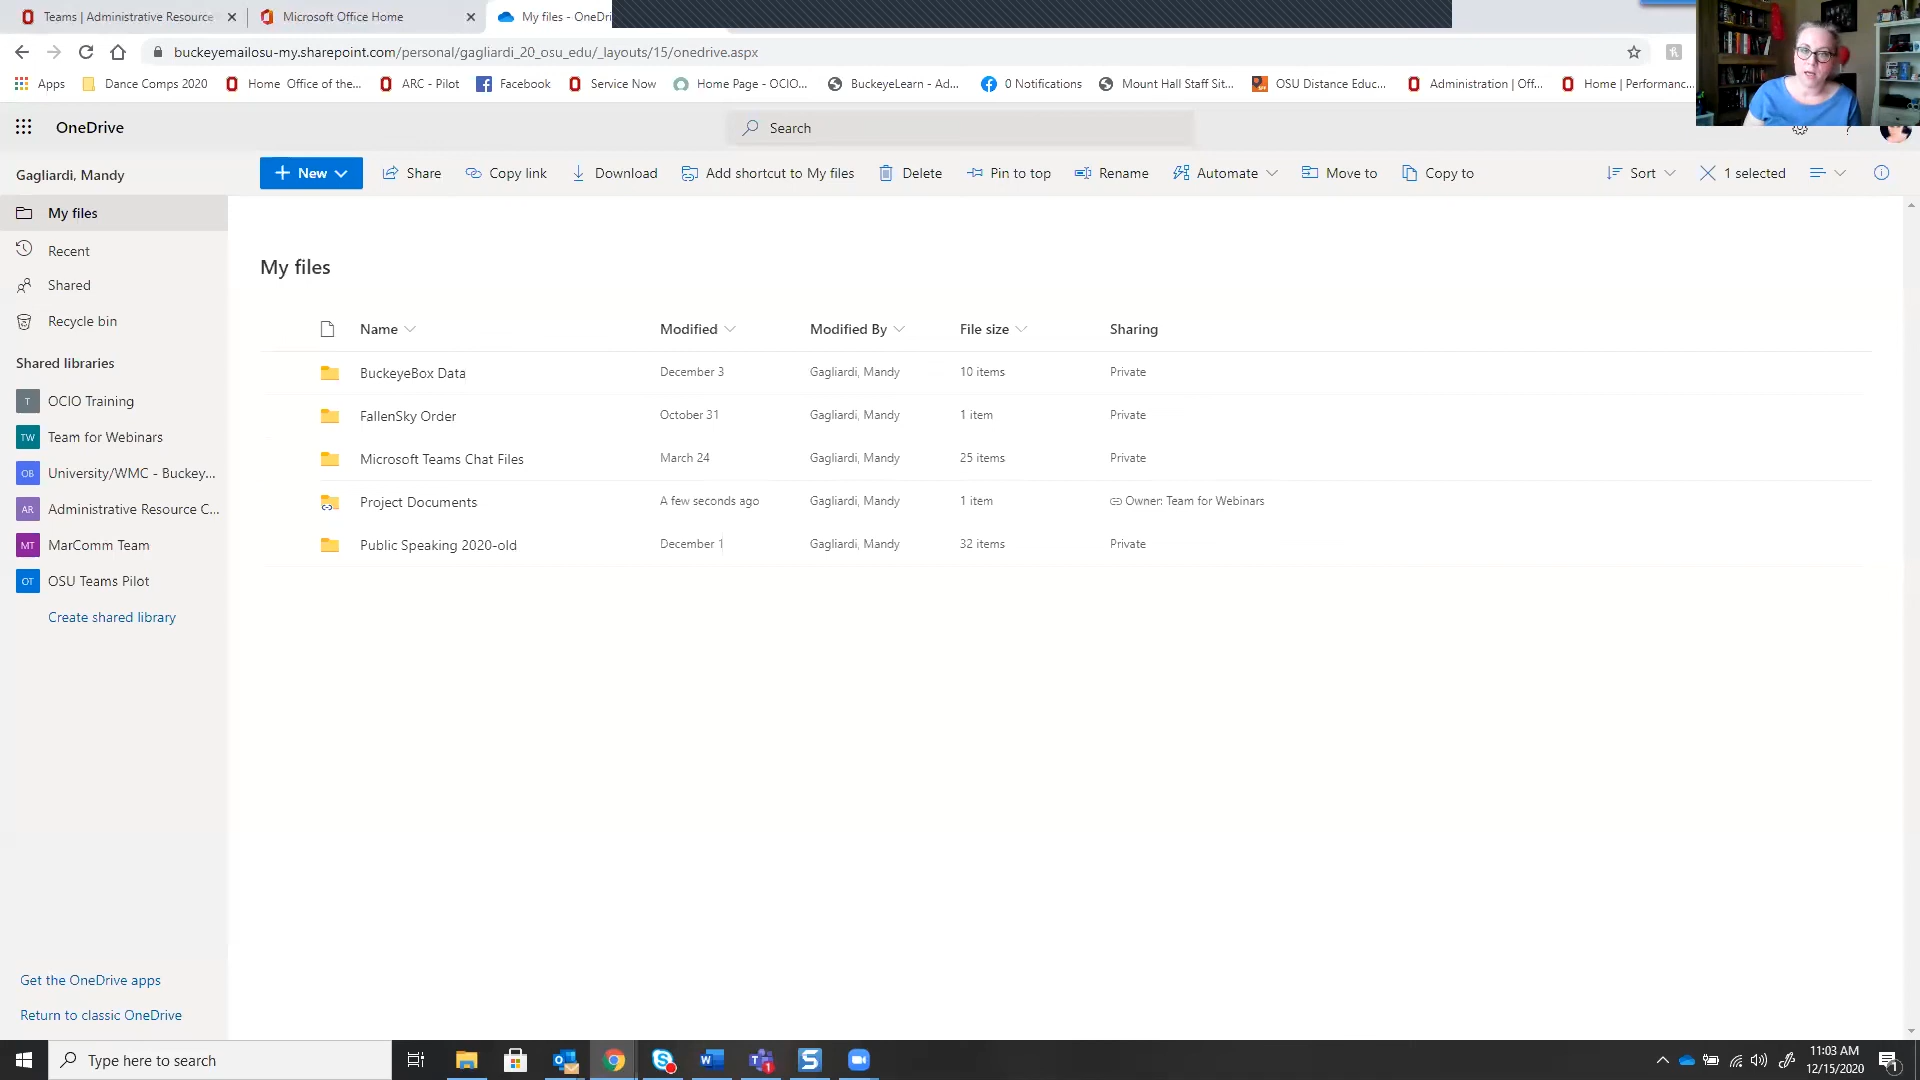 Teams | Administrative Resource
Microsoft Office Home
My files - OneDri
buckeyemailosu-my.sharepoint.com/personal/gagliardi_20_osu_edu/_layouts/15/onedrive.aspx
Apps
Dance Comps 2020
Home Office of the...
ARC - Pilot
Facebook
Service Now
Home Page - OCIO...
BuckeyeLearn - Ad...
0 Notifications
Mount Hall Staff Sit...
OSU Distance Educ...
Administration | Off...
Home | Performanc...
OneDrive
Search
Gagliardi, Mandy
New
Share
Copy link
Download
Add shortcut to My files
Delete
Pin to top
Rename
Automate
Move to
Copy to
Sort
1 selected
My files
Recent
Shared
Recycle bin
Shared libraries
T OCIO Training
TW Team for Webinars
OB University/WMC - Buckey...
AR Administrative Resource C...
MT MarComm Team
OT OSU Teams Pilot
Create shared library
Get the OneDrive apps
Return to classic OneDrive
My files
Name Modified Modified By File size Sharing
BuckeyeBox Data December 3 Gagliardi, Mandy 10 items Private
FallenSky Order October 31 Gagliardi, Mandy 1 item Private
Microsoft Teams Chat Files March 24 Gagliardi, Mandy 25 items Private
Project Documents A few seconds ago Gagliardi, Mandy 1 item Owner: Team for Webinars
Public Speaking 2020-old December 1 Gagliardi, Mandy 32 items Private
Type here to search
11:03 AM
12/15/2020